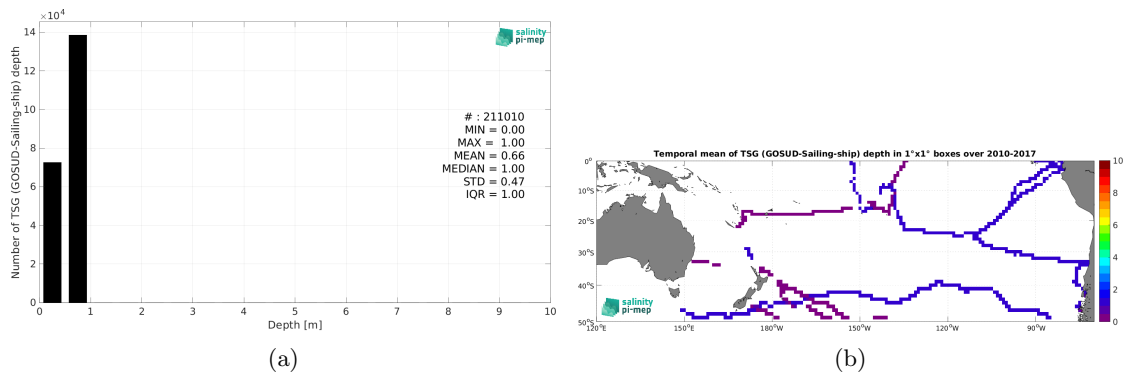 ×10⁴
14
12
10
8
6
4
2
0
Number of TSG (GOSUD-Sailing-ship) depth
0 1 2 3 4 5 6 7 8 9 10
Depth [m]
salinity
pi-mep
# : 211010
MIN = 0.00
MAX = 1.00
MEAN = 0.66
MEDIAN = 1.00
STD = 0.47
IQR = 1.00
(a)
Temporal mean of TSG (GOSUD-Sailing-ship) depth in 1°x1° boxes over 2010-2017
0°
10°S
20°S
30°S
40°S
50°S
120°E 150°E 180°W 150°W 120°W 90°W
salinity
pi-mep
10
8
6
4
2
0
(b)